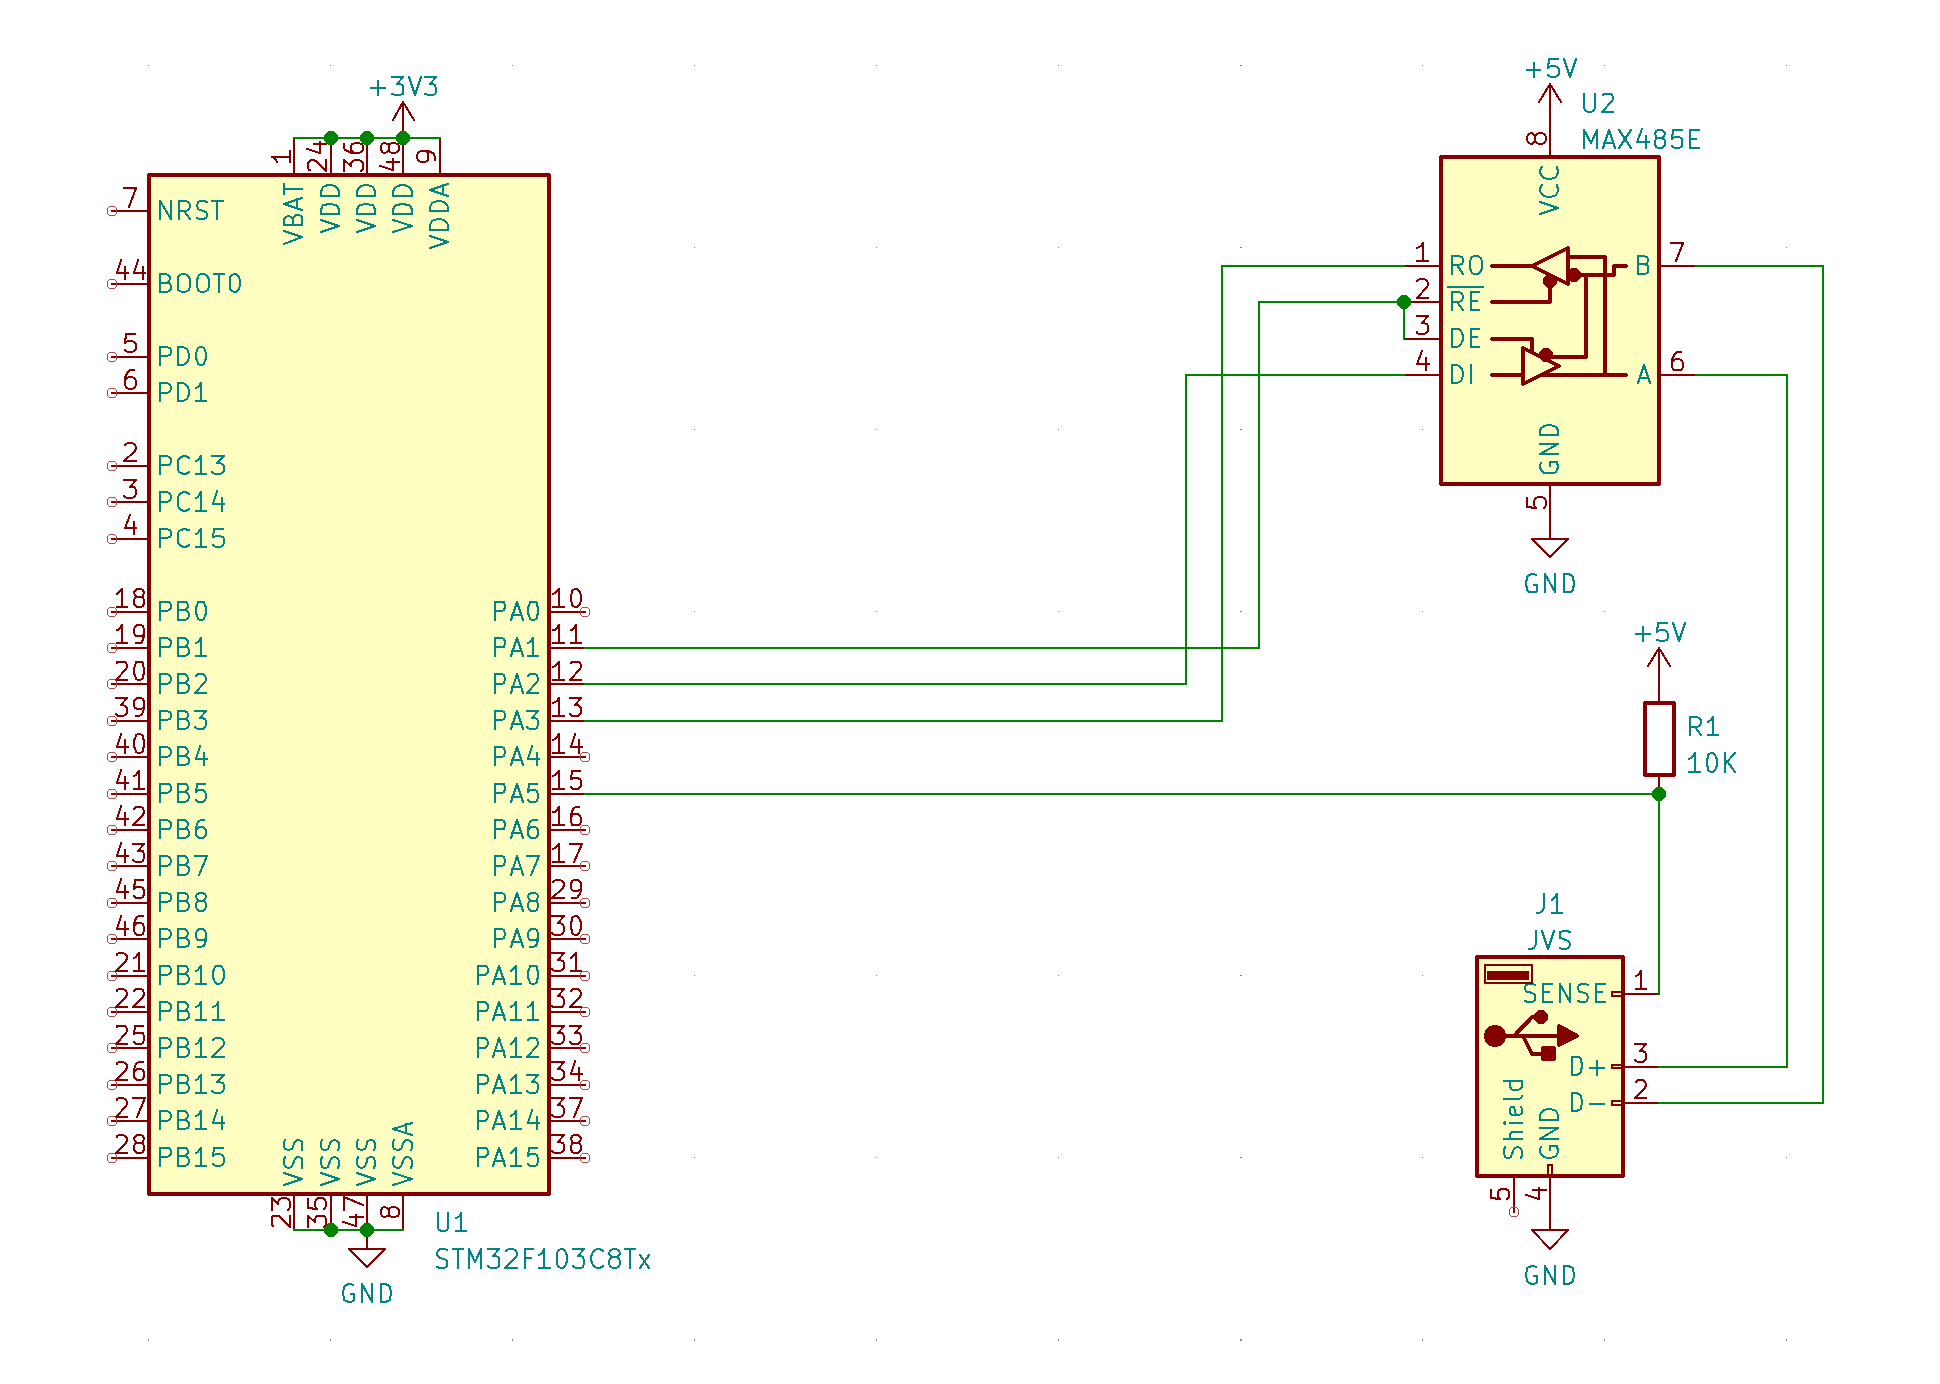 +3V3
1
24
36
48
9
VBAT
VDD
VDD
VDD
VDDA
7
NRST
44
BOOT0
5
PD0
6
PD1
2
PC13
3
PC14
4
PC15
18
PB0
19
PB1
20
PB2
39
PB3
40
PB4
41
PB5
42
PB6
43
PB7
45
PB8
46
PB9
21
PB10
22
PB11
25
PB12
26
PB13
27
PB14
28
PB15
PA0
10
PA1
11
PA2
12
PA3
13
PA4
14
PA5
15
PA6
16
PA7
17
PA8
29
PA9
30
PA10
31
PA11
32
PA12
33
PA13
34
PA14
37
PA15
38
VSS
VSS
VSS
VSSA
23
35
47
8
U1
STM32F103C8Tx
GND
+5V
U2
MAX485E
8
VCC
1
RO
2
RE
3
DE
4
DI
B
7
A
6
GND
5
GND
+5V
R1
10K
J1
JVS
SENSE
1
D+
3
D-
2
Shield
GND
5
4
GND